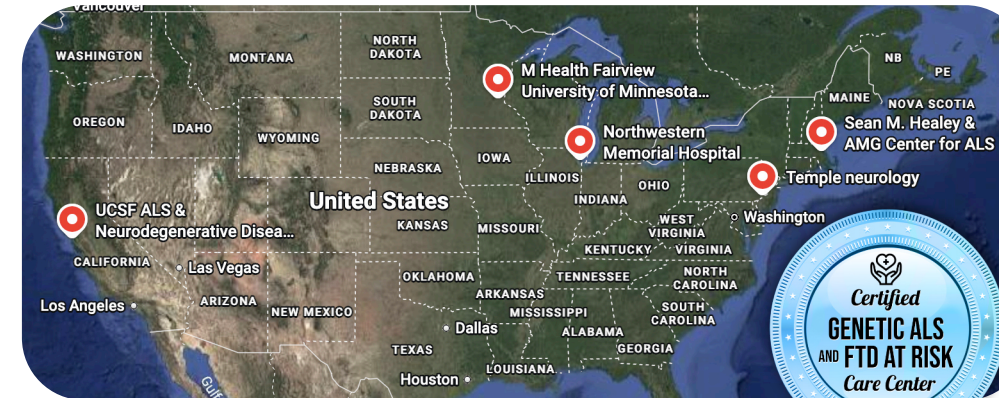 Vancouver
WASHINGTON
MONTANA
NORTH
DAKOTA
M Health Fairview
University of Minnesota...
NB
PE
MAINE
NOVA SCOTIA
OREGON
IDAHO
SOUTH
DAKOTA
WYOMING
Sean M. Healey &
AMG Center for ALS
Northwestern
Memorial Hospital
IOWA
NEBRASKA
ILLINOIS
OHIO
INDIANA
Temple neurology
United States
UCSF ALS &
Neurodegenerative Disea...
KANSAS
MISSOURI
WEST
VIRGINIA
Washington
KENTUCKY
VIRGINIA
CALIFORNIA
Las Vegas
OKLAHOMA
TENNESSEE
NORTH
CAROLINA
Los Angeles
ARIZONA
NEW MEXICO
ARKANSAS
MISSISSIPPI
SOUTH
CAROLINA
Dallas
ALABAMA
TEXAS
GEORGIA
Houston
LOUISIANA
Gulf
Certified
GENETIC ALS
AND FTD AT RISK
Care Center